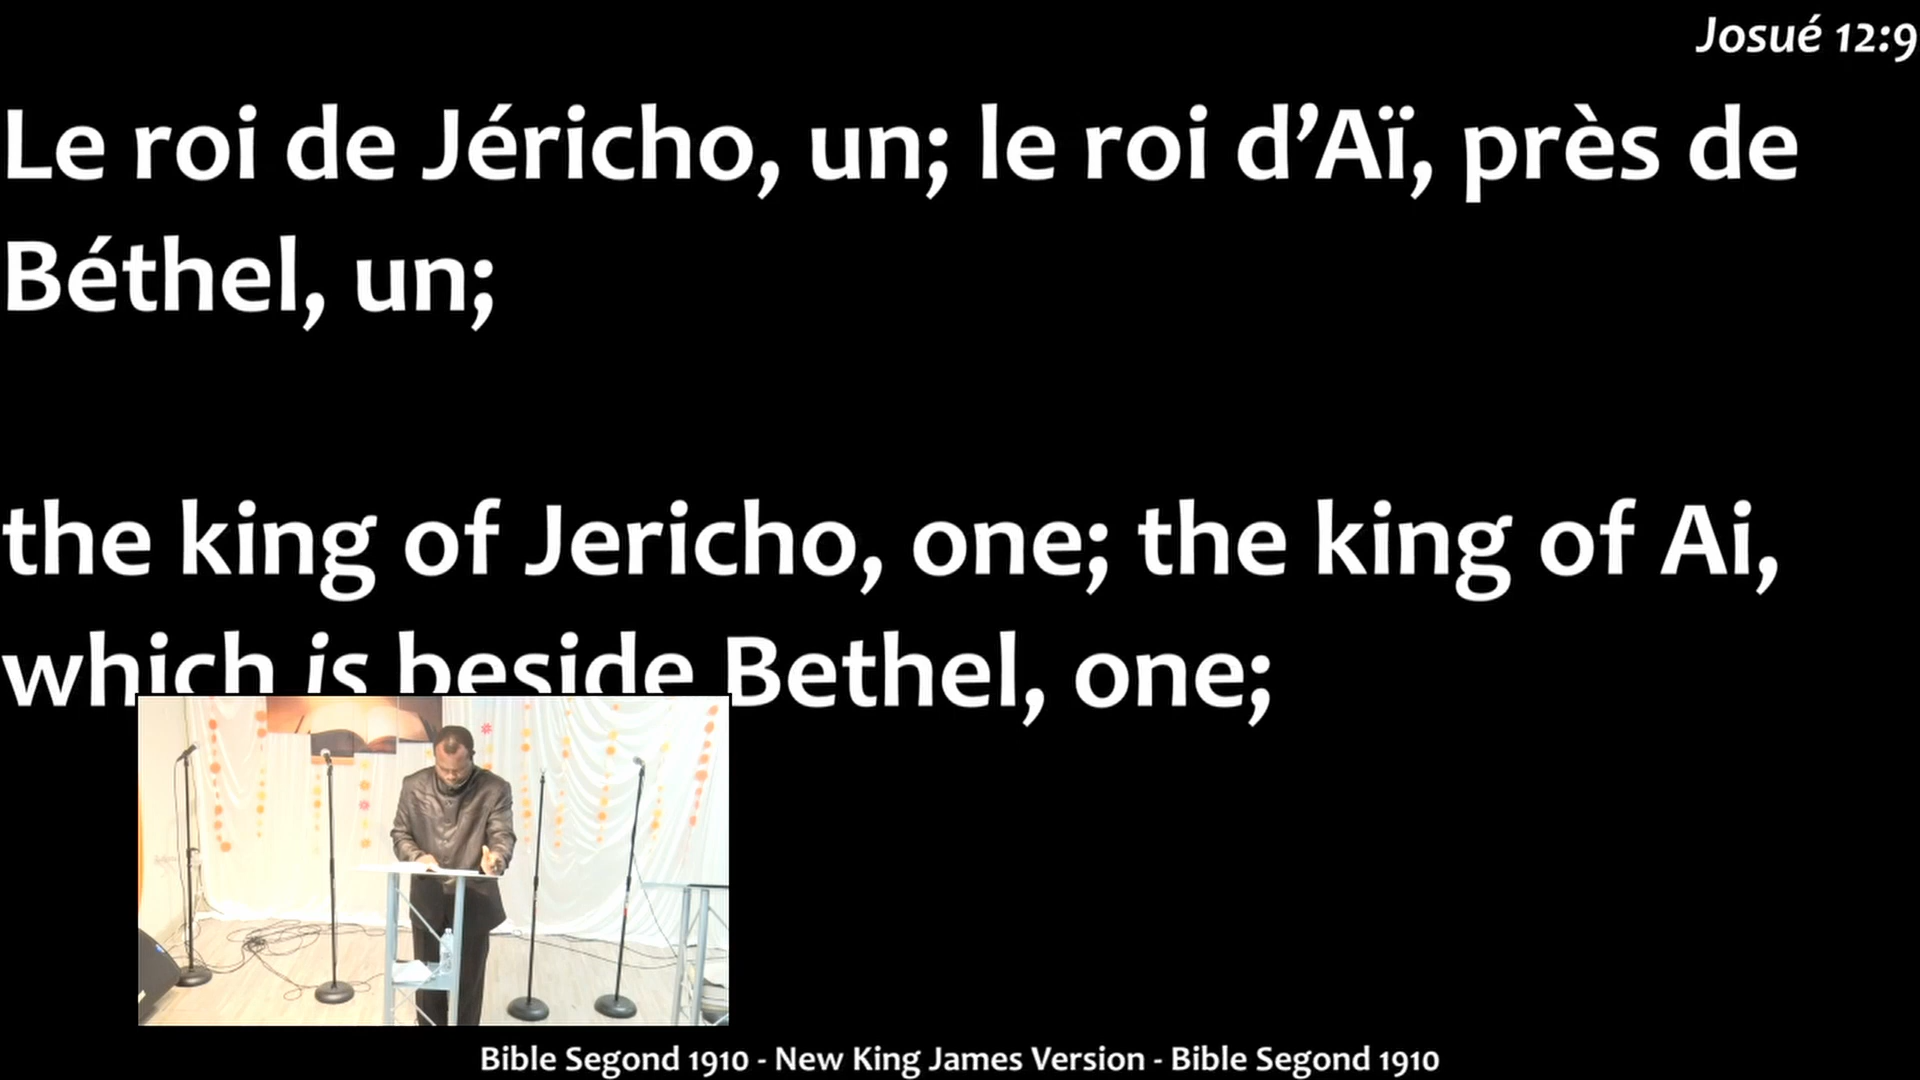 Josué 12:9
Le roi de Jéricho, un; le roi d’Aï, près de
Béthel, un;
the king of Jericho, one; the king of Ai,
which is beside Bethel, one;
Bible Segond 1910 - New King James Version - Bible Segond 1910